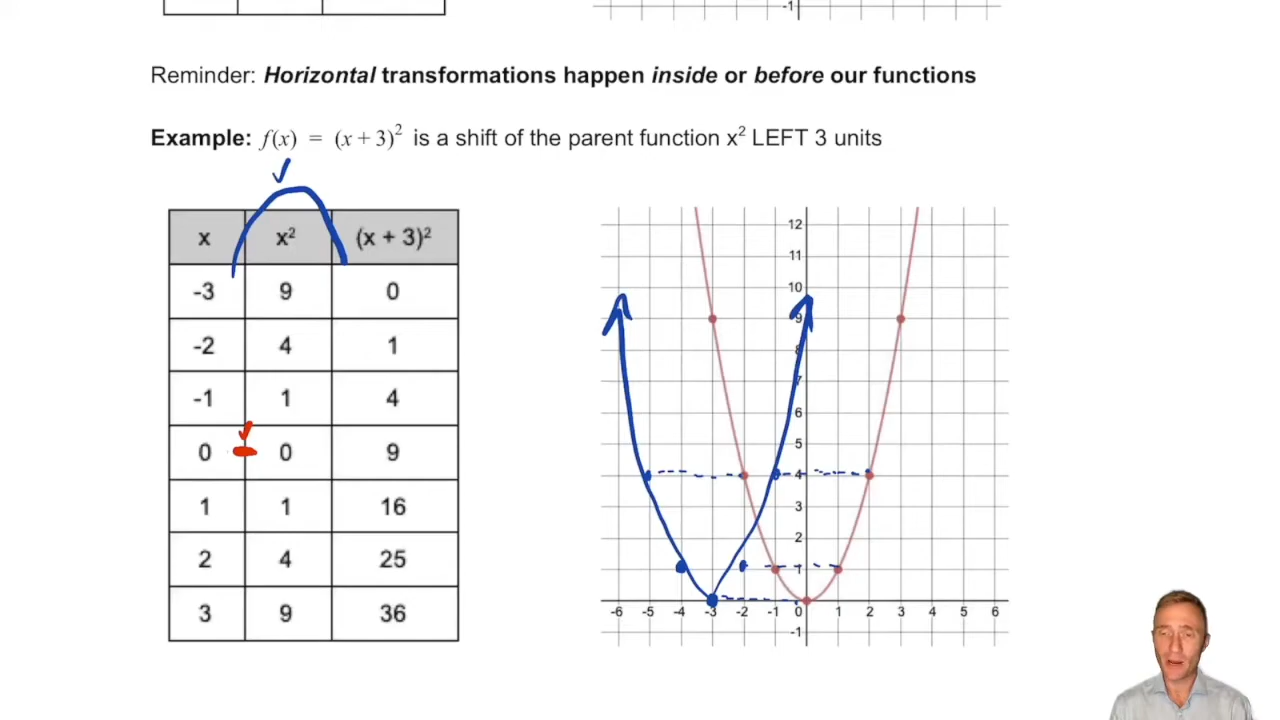 -1
Reminder: Horizontal transformations happen inside or before our functions
Example: f(x) = (x + 3)² is a shift of the parent function x² LEFT 3 units
x x² (x + 3)²
-3 9 0
-2 4 1
-1 1 4
0 0 9
1 1 16
2 4 25
3 9 36
12
11
10
9
8
7
6
5
4
3
2
1
-6 -5 -4 -3 -2 -1 0 1 2 3 4 5 6
-1